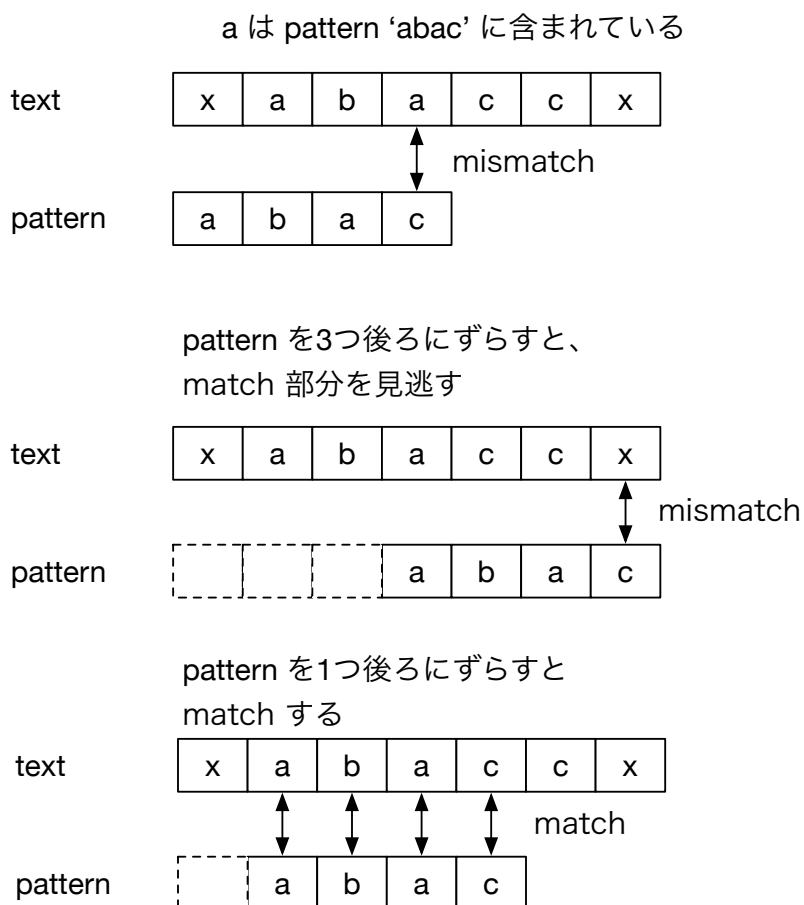 a は pattern ‘abac’ に含まれている
text x a b a c c x
mismatch
pattern a b a c
pattern を3つ後ろにずらすと、
match 部分を見逃す
text x a b a c c x
mismatch
pattern a b a c
pattern を1つ後ろにずらすと
match する
text x a b a c c x
match
pattern a b a c